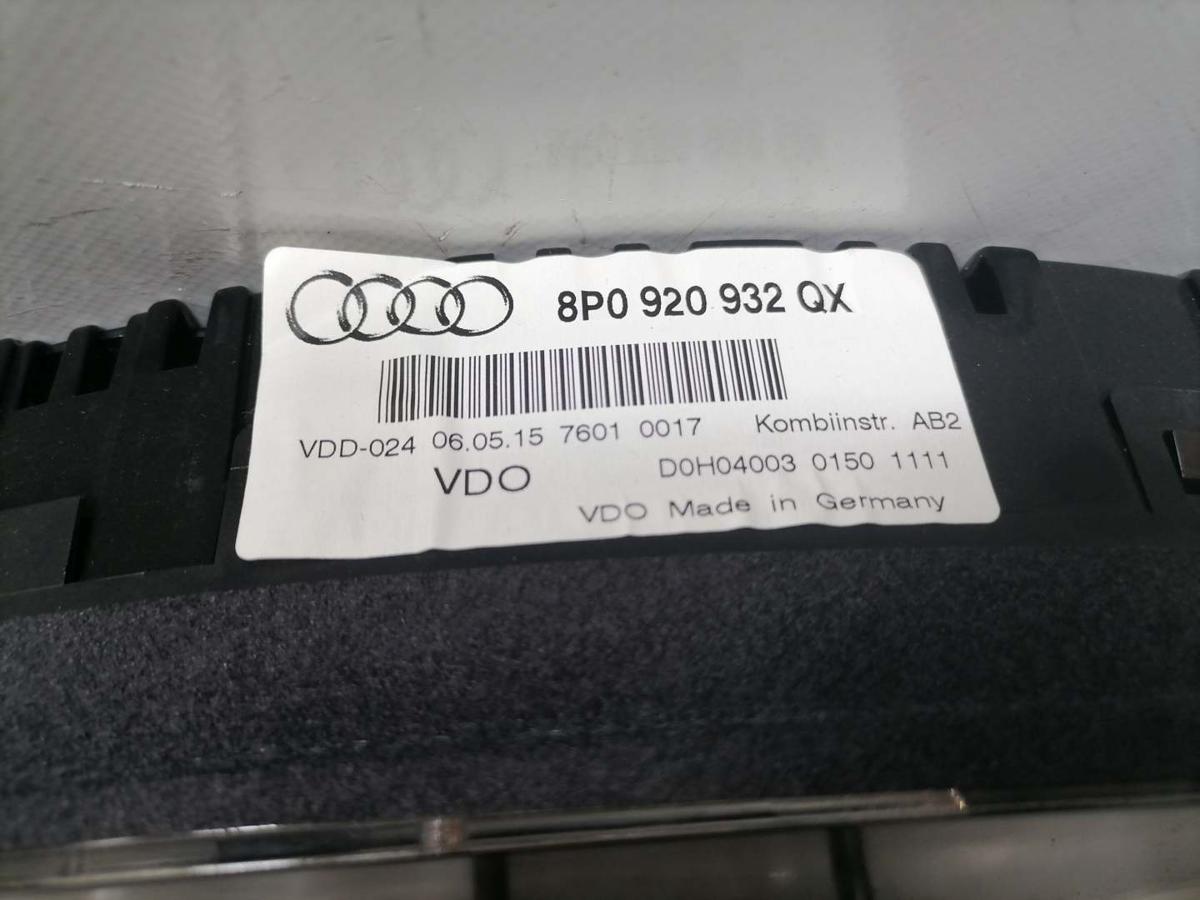 8P0 920 932 QX
VDD-024 06.05.15 7601 0017 Kombiinstr. AB2
VDO D0H04003 0150 1111
VDO Made in Germany